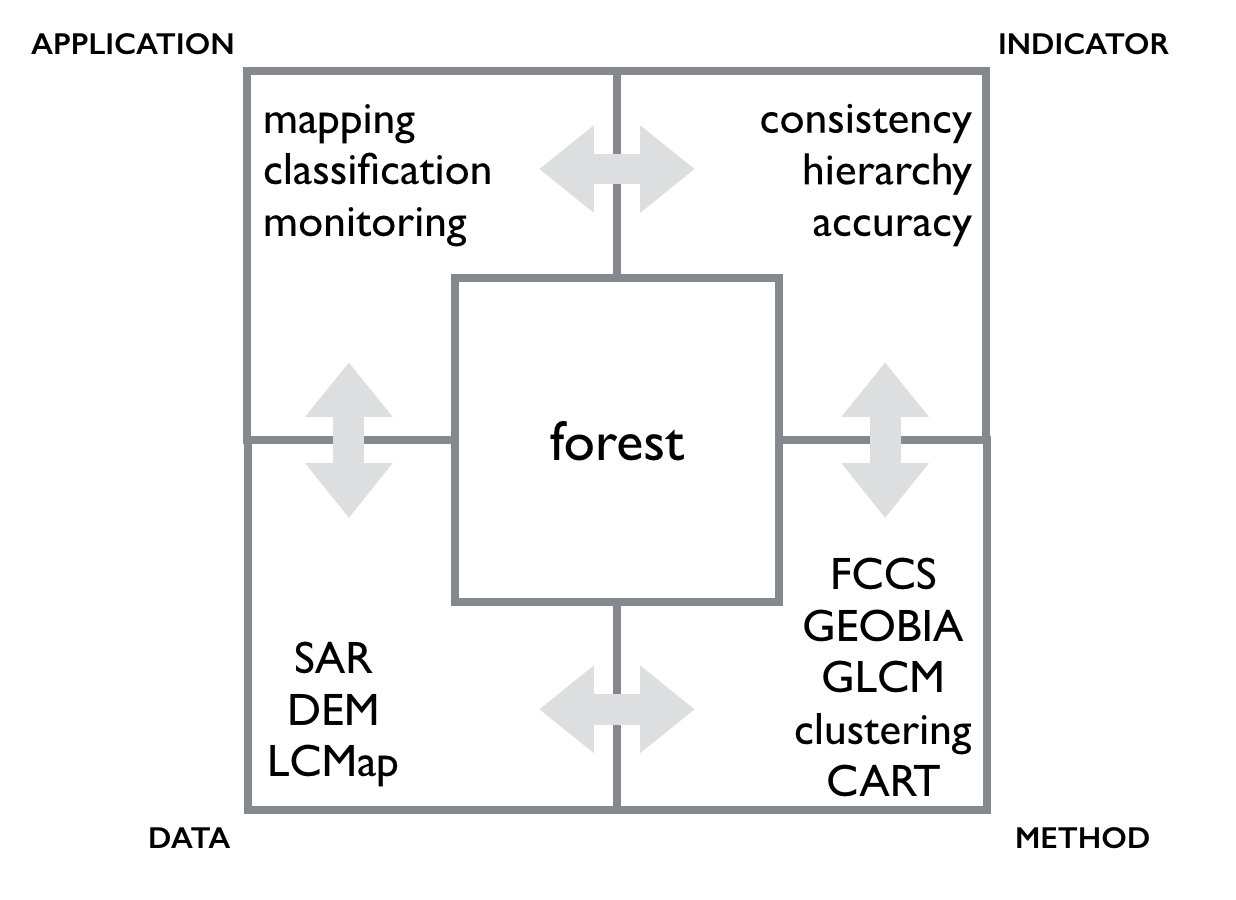 APPLICATION
INDICATOR
mapping
classification
monitoring
consistency
hierarchy
accuracy
forest
SAR
DEM
LCMap
FCCS
GEOBIA
GLCM
clustering
CART
DATA
METHOD